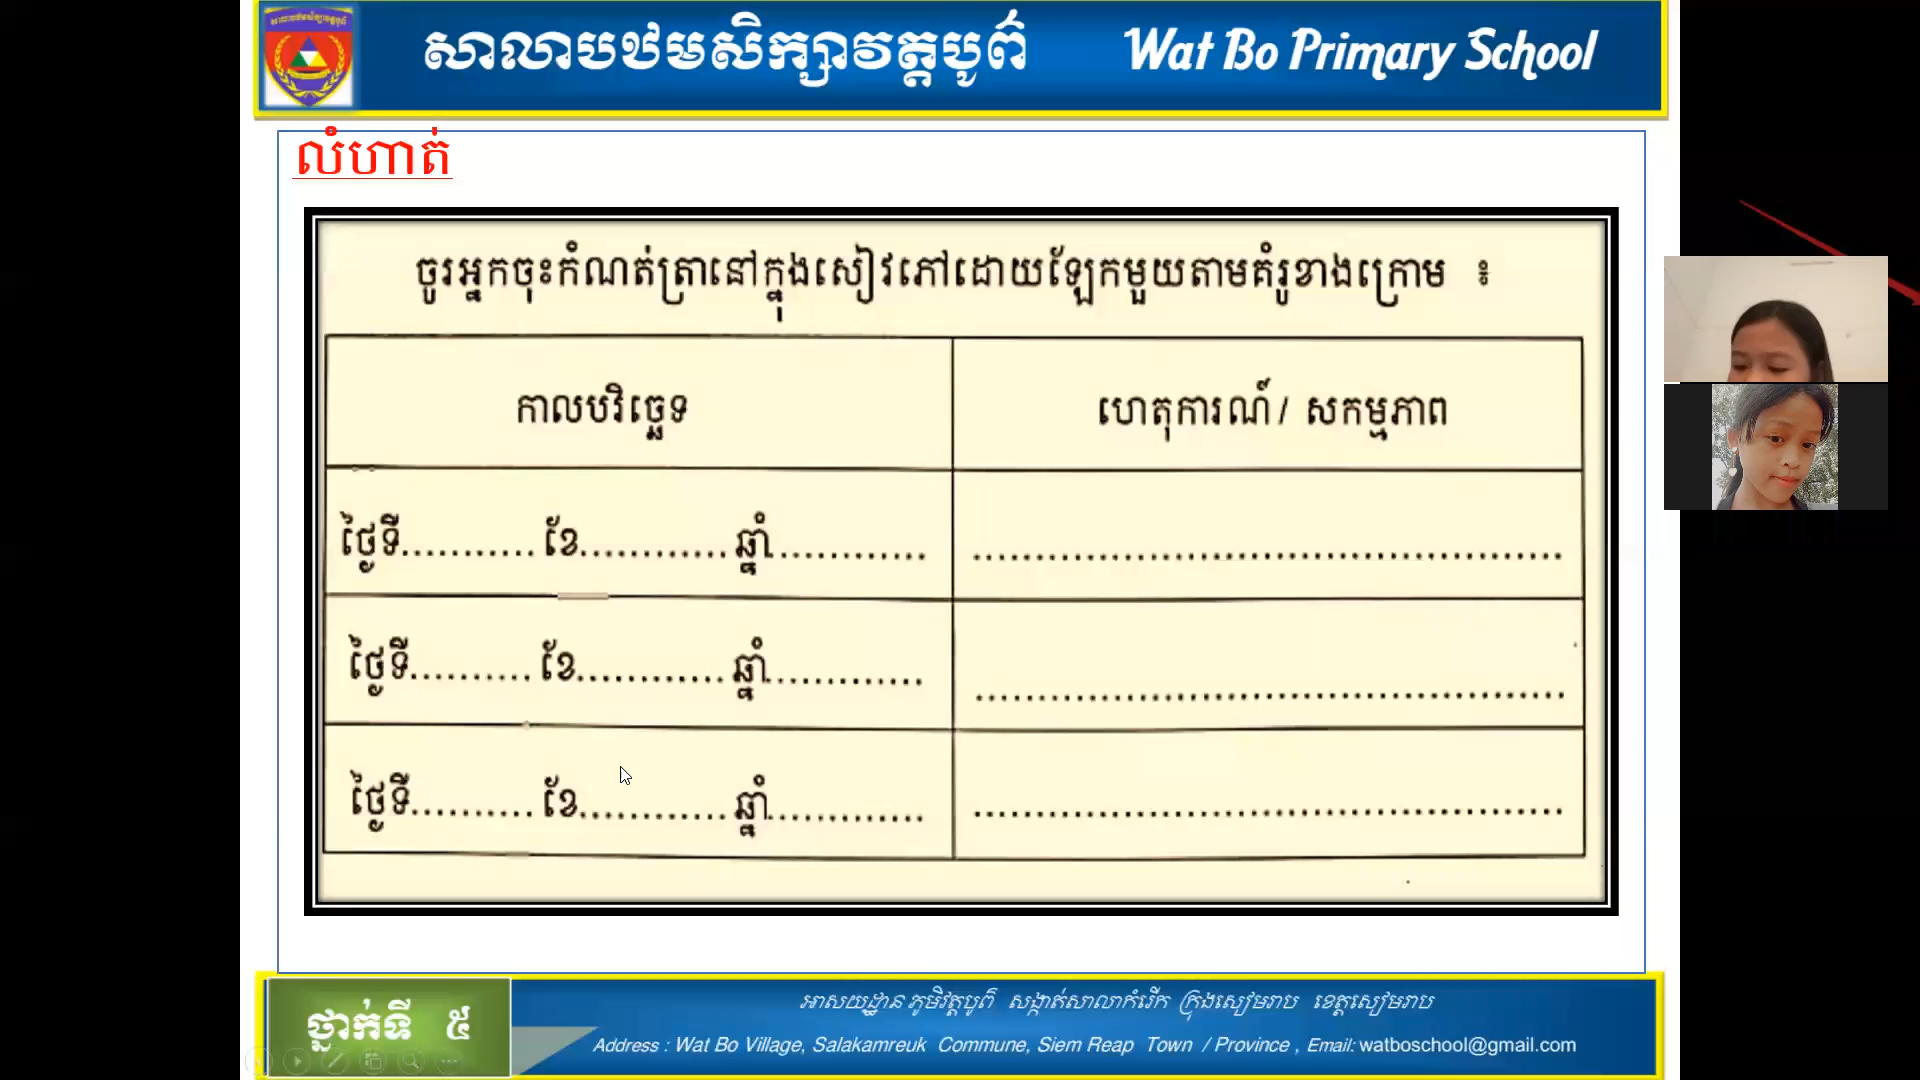 សាលាបឋមសិក្សាវត្តបូព៌ Wat Bo Primary School
លំហាត់
ចូរអ្នកចុះកំណត់ត្រានៅក្នុងសៀវភៅដោយឡែកមួយតាមគំរូខាងក្រោម ៖
កាលបរិច្ឆេទ ហេតុការណ៍/ សកម្មភាព
ថ្ងៃទី........... ខែ............ ឆ្នាំ............. ..................................................
ថ្ងៃទី.......... ខែ............ ឆ្នាំ............. ..................................................
ថ្ងៃទី.......... ខែ............ ឆ្នាំ............. ..................................................
ថ្នាក់ទី ៥
អាសយដ្ឋាន ភូមិវត្តបូព៌ សង្កាត់សាលាកំរើក ក្រុងសៀមរាប ខេត្តសៀមរាប
Address : Wat Bo Village, Salakamreuk Commune, Siem Reap Town / Province , Email: watboschool@gmail.com